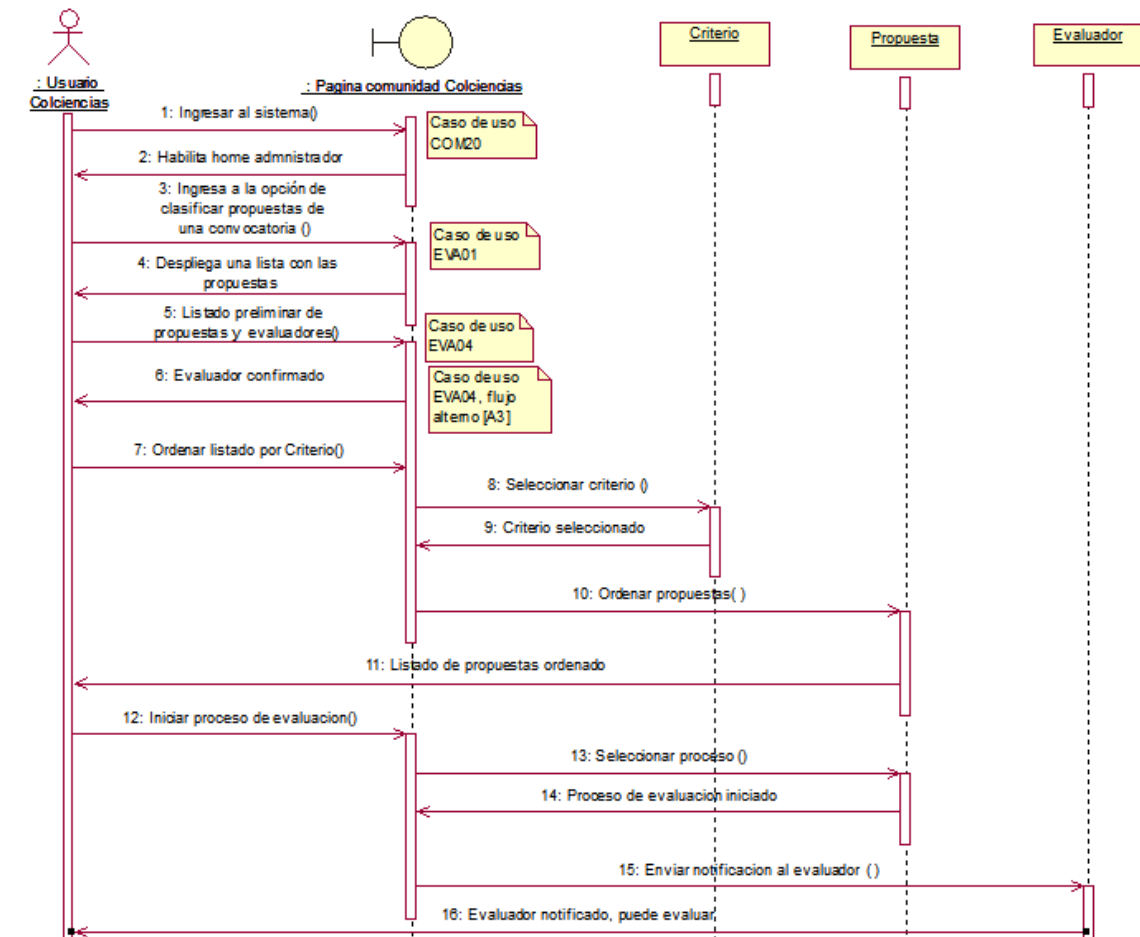 Criterio
Propuesta
Evaluador
: Usuario
Colciencias
: Pagina comunidad Colciencias
1: Ingresar al sistema()
Caso de uso
COM20
2: Habilita home admnistrador
3: Ingresa a la opción de
clasificar propuestas de
una convocatoria ()
Caso de uso
EVA01
4: Despliega una lista con las
propuestas
5: Listado preliminar de
propuestas y evaluadores()
Caso de uso
EVA04
6: Evaluador confirmado
Caso de uso
EVA04, flujo
alterno [A3]
7: Ordenar listado por Criterio()
8: Seleccionar criterio ()
9: Criterio seleccionado
10: Ordenar propuestas( )
11: Listado de propuestas ordenado
12: Iniciar proceso de evaluacion()
13: Seleccionar proceso ()
14: Proceso de evaluacion iniciado
15: Enviar notificacion al evaluador ( )
16: Evaluador notificado, puede evaluar